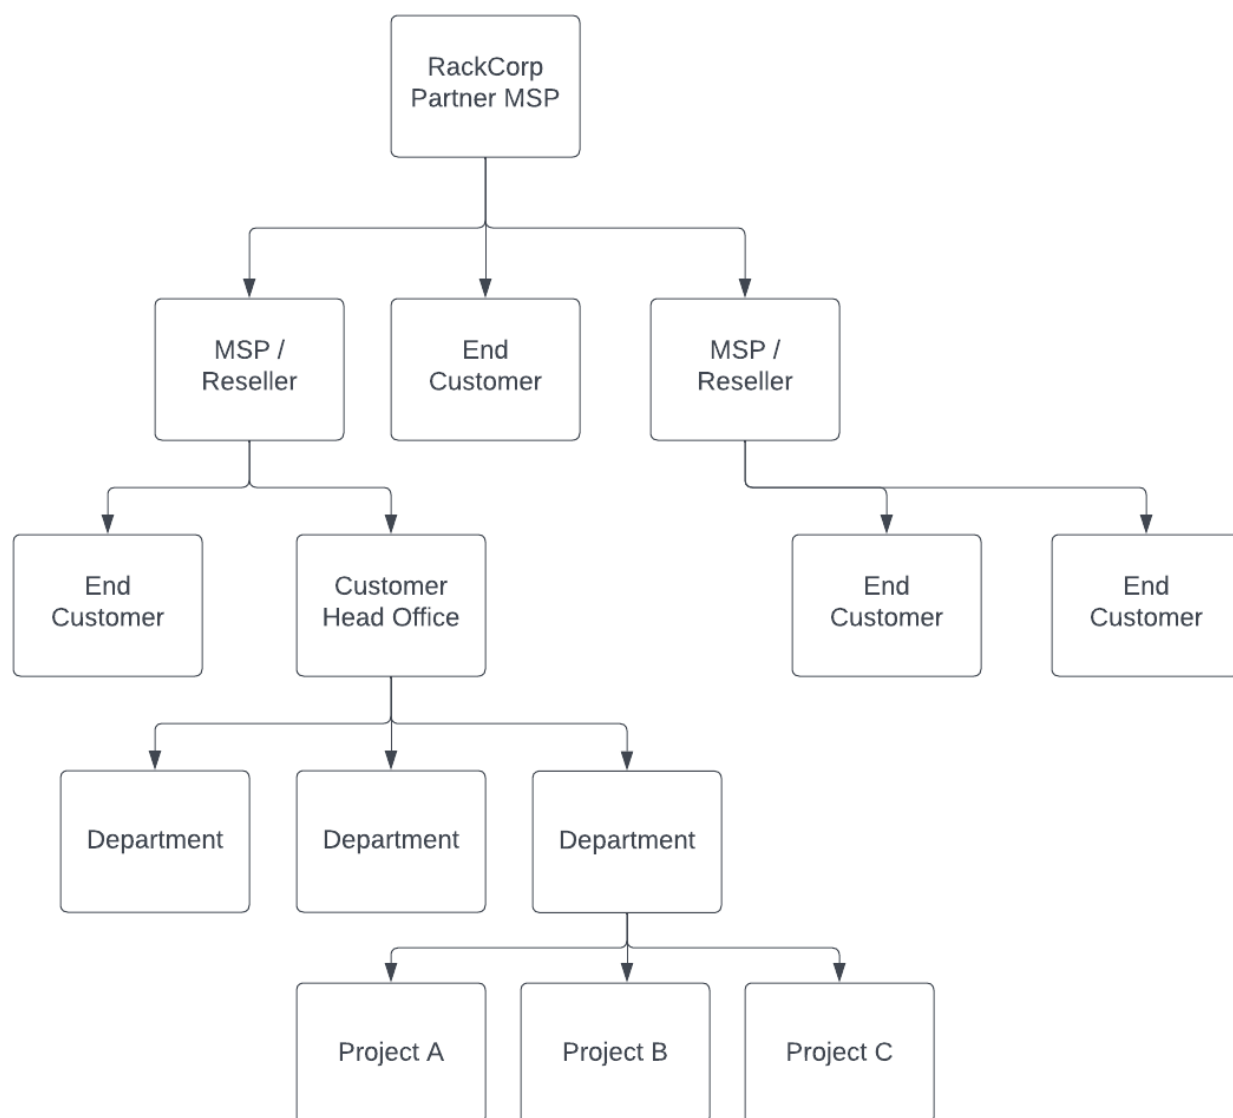 RackCorp
Partner MSP
MSP /
Reseller
End
Customer
MSP /
Reseller
End
Customer
Customer
Head Office
End
Customer
End
Customer
Department
Department
Department
Project A
Project B
Project C